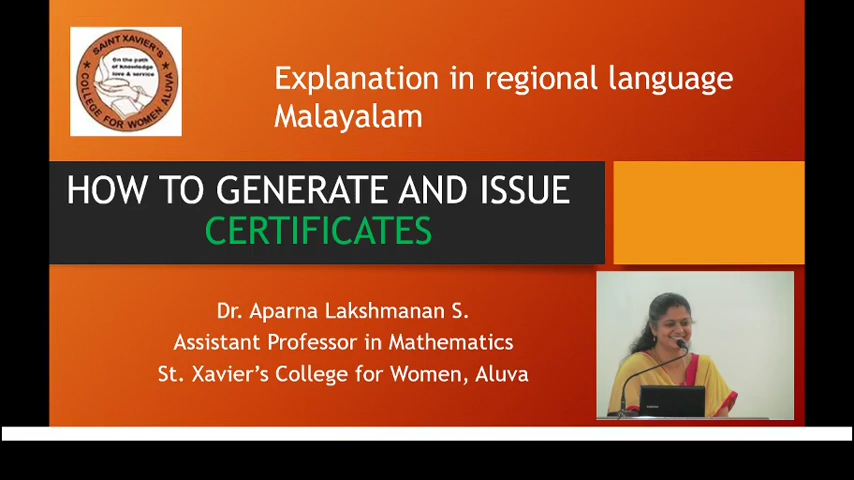 SAINT XAVIER'S
COLLEGE FOR WOMEN ALUVA
On the path
of knowledge
love & service
Explanation in regional language
Malayalam
HOW TO GENERATE AND ISSUE
CERTIFICATES
Dr. Aparna Lakshmanan S.
Assistant Professor in Mathematics
St. Xavier's College for Women, Aluva